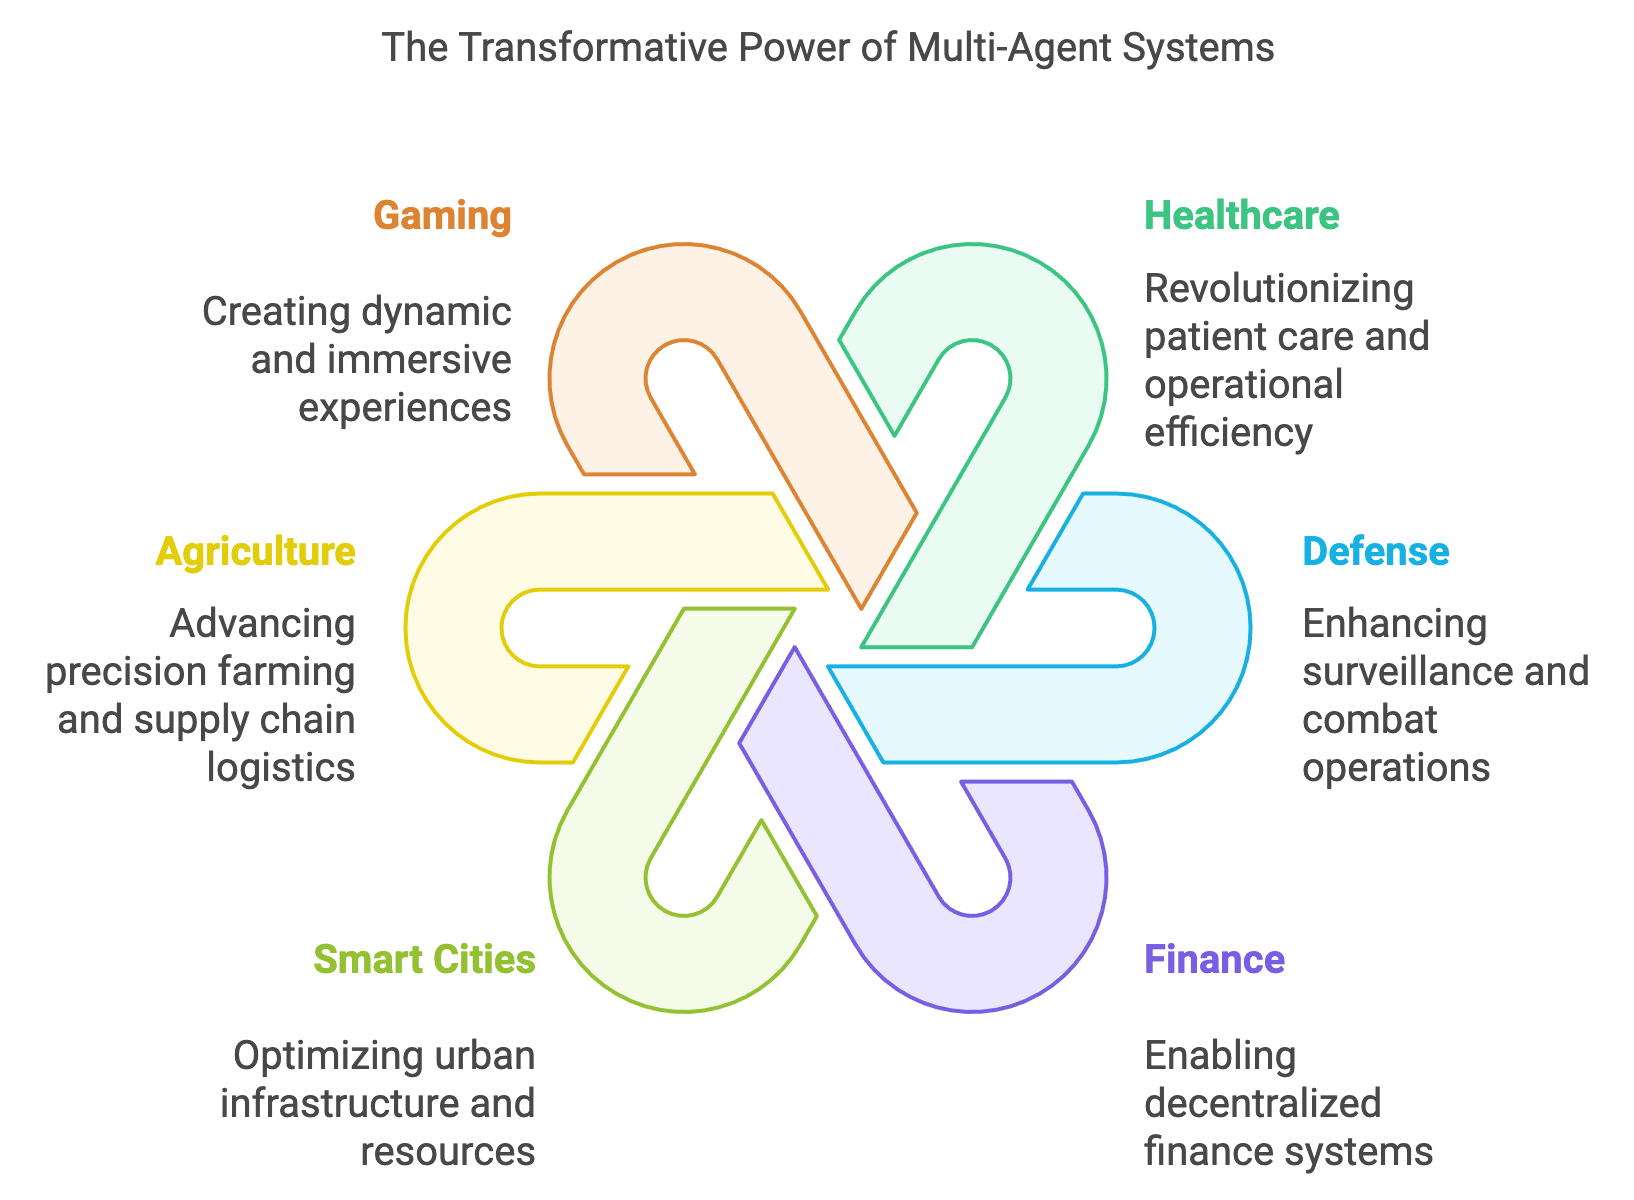 The Transformative Power of Multi-Agent Systems
Gaming
Creating dynamic
and immersive
experiences
Healthcare
Revolutionizing
patient care and
operational
efficiency
Agriculture
Advancing
precision farming
and supply chain
logistics
Defense
Enhancing
surveillance and
combat
operations
Smart Cities
Optimizing urban
infrastructure and
resources
Finance
Enabling
decentralized
finance systems